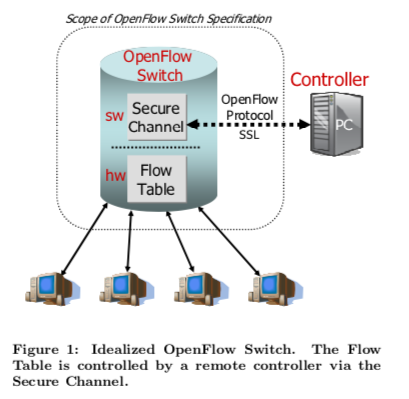 Scope of OpenFlow Switch Specification
OpenFlow
Switch
Controller
sw
Secure
Channel
OpenFlow
Protocol
SSL
PC
hw
Flow
Table
Figure 1: Idealized OpenFlow Switch. The Flow
Table is controlled by a remote controller via the
Secure Channel.